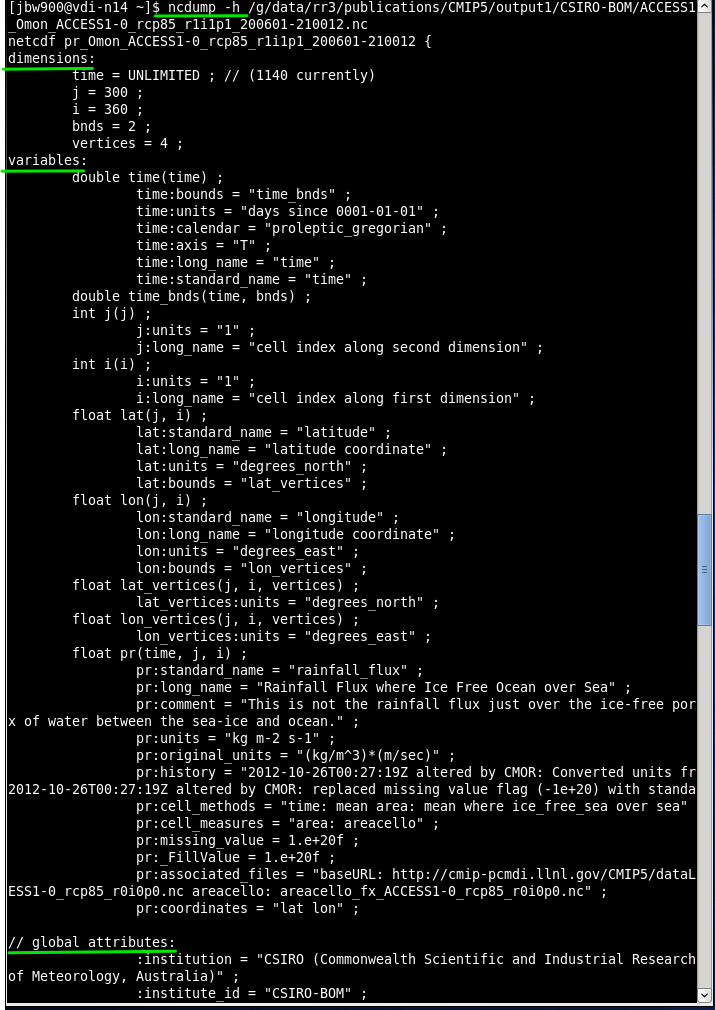 [jbw900@vdi-n14 ~]$ ncdump -h /g/data/rr3/publications/CMIP5/output1/CSIRO-BOM/ACCESS1
_Omon_ACCESS1-0_rcp85_r1i1p1_200601-210012.nc
netcdf pr_Omon_ACCESS1-0_rcp85_r1i1p1_200601-210012 {
dimensions:
        time = UNLIMITED ; // (1140 currently)
        j = 300 ;
        i = 360 ;
        bnds = 2 ;
        vertices = 4 ;
variables:
        double time(time) ;
                time:bounds = "time_bnds" ;
                time:units = "days since 0001-01-01" ;
                time:calendar = "proleptic_gregorian" ;
                time:axis = "T" ;
                time:long_name = "time" ;
                time:standard_name = "time" ;
        double time_bnds(time, bnds) ;
        int j(j) ;
                j:units = "1" ;
                j:long_name = "cell index along second dimension" ;
        int i(i) ;
                i:units = "1" ;
                i:long_name = "cell index along first dimension" ;
        float lat(j, i) ;
                lat:standard_name = "latitude" ;
                lat:long_name = "latitude coordinate" ;
                lat:units = "degrees_north" ;
                lat:bounds = "lat_vertices" ;
        float lon(j, i) ;
                lon:standard_name = "longitude" ;
                lon:long_name = "longitude coordinate" ;
                lon:units = "degrees_east" ;
                lon:bounds = "lon_vertices" ;
        float lat_vertices(j, i, vertices) ;
                lat_vertices:units = "degrees_north" ;
        float lon_vertices(j, i, vertices) ;
                lon_vertices:units = "degrees_east" ;
        float pr(time, j, i) ;
                pr:standard_name = "rainfall_flux" ;
                pr:long_name = "Rainfall Flux where Ice Free Ocean over Sea" ;
                pr:comment = "This is not the rainfall flux just over the ice-free por
x of water between the sea-ice and ocean." ;
                pr:units = "kg m-2 s-1" ;
                pr:original_units = "(kg/m^3)*(m/sec)" ;
                pr:history = "2012-10-26T00:27:19Z altered by CMOR: Converted units fr
2012-10-26T00:27:19Z altered by CMOR: replaced missing value flag (-1e+20) with standa
                pr:cell_methods = "time: mean area: mean where ice_free_sea over sea"
                pr:cell_measures = "area: areacello" ;
                pr:missing_value = 1.e+20f ;
                pr:_FillValue = 1.e+20f ;
                pr:associated_files = "baseURL: http://cmip-pcmdi.llnl.gov/CMIP5/dataL
ESS1-0_rcp85_r0i0p0.nc areacello: areacello_fx_ACCESS1-0_rcp85_r0i0p0.nc" ;
                pr:coordinates = "lat lon" ;

// global attributes:
                :institution = "CSIRO (Commonwealth Scientific and Industrial Research
of Meteorology, Australia)" ;
                :institute_id = "CSIRO-BOM" ;